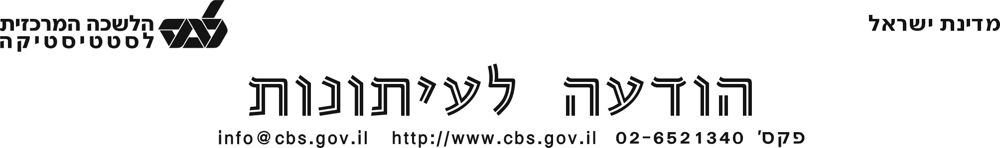 מדינת ישראל
הלשכה המרכזית
לסטטיסטיקה
הודעה לעיתונות
פקס' 02-6521340 http://www.cbs.gov.il info@cbs.gov.il